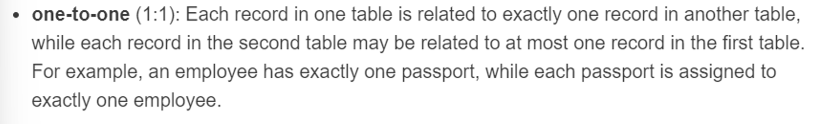 • one-to-one (1:1): Each record in one table is related to exactly one record in another table,
while each record in the second table may be related to at most one record in the first table.
For example, an employee has exactly one passport, while each passport is assigned to
exactly one employee.